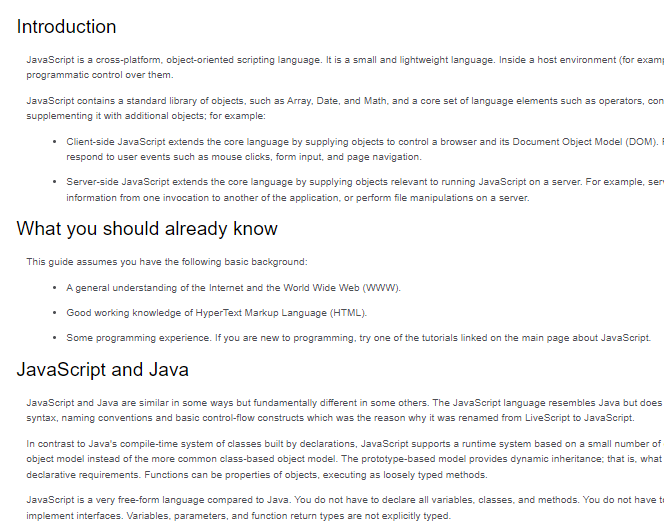 Introduction
JavaScript is a cross-platform, object-oriented scripting language. It is a small and lightweight language. Inside a host environment (for
programmatic control over them.
JavaScript contains a standard library of objects, such as Array, Date, and Math, and a core set of language elements such as operators,
supplementing it with additional objects; for example:
• Client-side JavaScript extends the core language by supplying objects to control a browser and its Document Object Model (DOM).
respond to user events such as mouse clicks, form input, and page navigation.
• Server-side JavaScript extends the core language by supplying objects relevant to running JavaScript on a server. For example,
information from one invocation to another of the application, or perform file manipulations on a server.
What you should already know
This guide assumes you have the following basic background:
• A general understanding of the Internet and the World Wide Web (WWW).
• Good working knowledge of HyperText Markup Language (HTML).
• Some programming experience. If you are new to programming, try one of the tutorials linked on the main page about JavaScript.
JavaScript and Java
JavaScript and Java are similar in some ways but fundamentally different in some others. The JavaScript language resembles Java but does
syntax, naming conventions and basic control-flow constructs which was the reason why it was renamed from LiveScript to JavaScript.
In contrast to Java's compile-time system of classes built by declarations, JavaScript supports a runtime system based on a small number of
object model instead of the more common class-based object model. The prototype-based model provides dynamic inheritance; that is, what
declarative requirements. Functions can be properties of objects, executing as loosely typed methods.
JavaScript is a very free-form language compared to Java. You do not have to declare all variables, classes, and methods. You do not have
implement interfaces. Variables, parameters, and function return types are not explicitly typed.